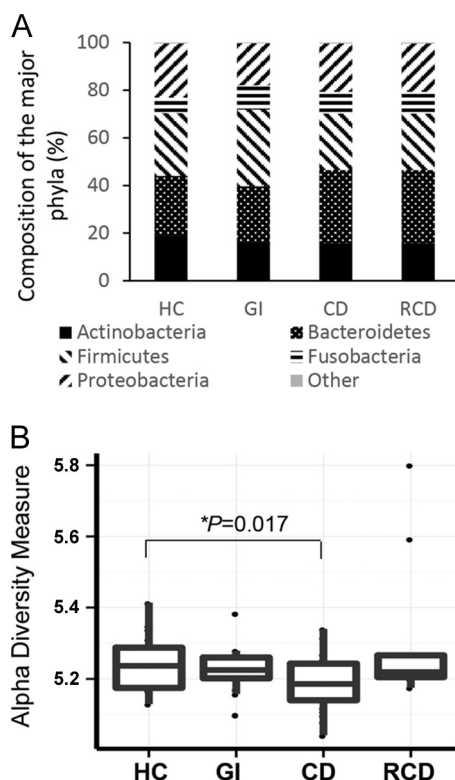 A
Composition of the major
phyla (%)
100
80
60
40
20
0
HC GI CD RCD
Actinobacteria Bacteroidetes
Firmicutes Fusobacteria
Proteobacteria Other
B
Alpha Diversity Measure
5.8
5.6
5.4
5.2
*P=0.017
HC GI CD RCD